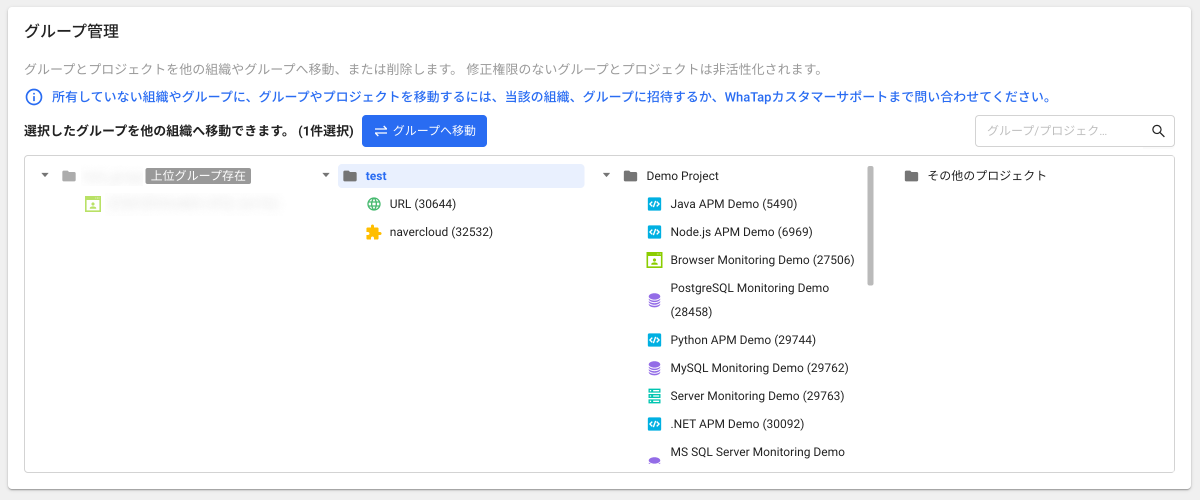 グループ管理
グループとプロジェクトを他の組織やグループへ移動、または削除します。 修正権限のないグループとプロジェクトは非活性化されます。
所有していない組織やグループに、グループやプロジェクトを移動するには、当該の組織、グループに招待するか、WhaTapカスタマーサポートまで問い合わせてください。
選択したグループを他の組織へ移動できます。 (1件選択)
グループへ移動
グループ/プロジェク...
上位グループ存在
test
URL (30644)
navercloud (32532)
Demo Project
Java APM Demo (5490)
Node.js APM Demo (6969)
Browser Monitoring Demo (27506)
PostgreSQL Monitoring Demo
(28458)
Python APM Demo (29744)
MySQL Monitoring Demo (29762)
Server Monitoring Demo (29763)
.NET APM Demo (30092)
MS SQL Server Monitoring Demo
その他のプロジェクト